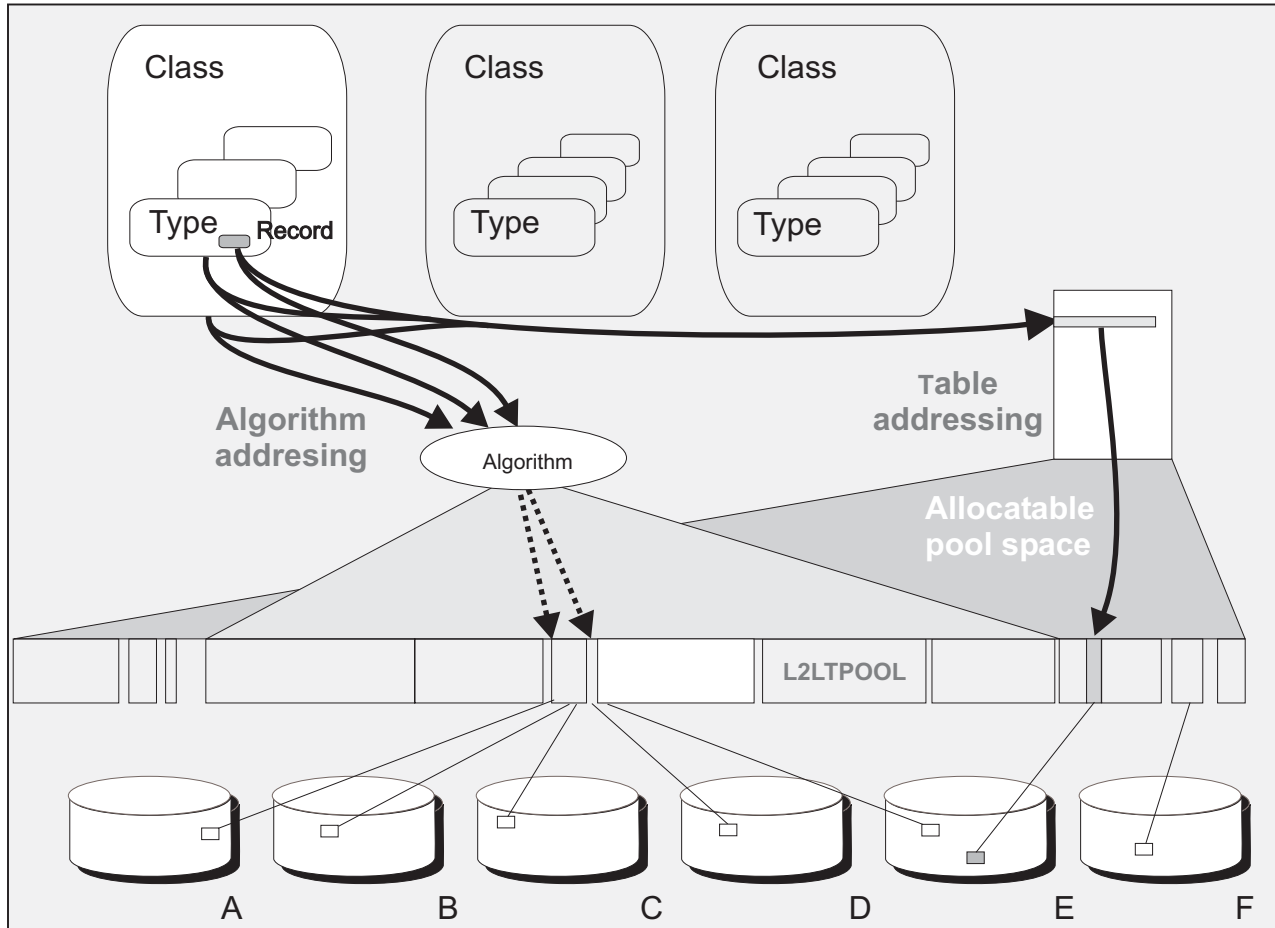 Class
Class
Class
Type
Record
Type
Type
Algorithm
addresing
Table
addressing
Algorithm
Allocatable
pool space
L2LTPOOL
A
B
C
D
E
F